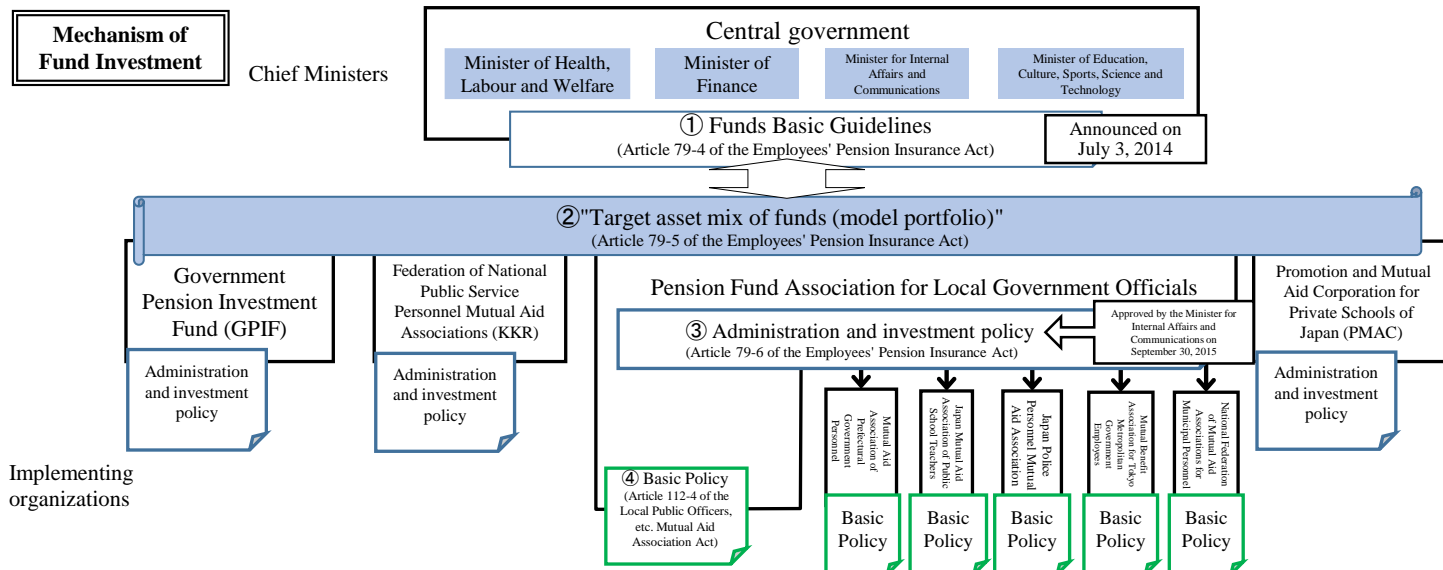 Mechanism of
Fund Investment
Chief Ministers
Central government
Minister of Health,
Labour and Welfare
Minister of
Finance
Minister for Internal
Affairs and
Communications
Minister of Education,
Culture, Sports, Science and
Technology
① Funds Basic Guidelines
(Article 79-4 of the Employees' Pension Insurance Act)
Announced on
July 3, 2014
②"Target asset mix of funds (model portfolio)"
(Article 79-5 of the Employees' Pension Insurance Act)
Government
Pension Investment
Fund (GPIF)
Administration
and investment
policy
Federation of National
Public Service
Personnel Mutual Aid
Associations (KKR)
Administration
and investment
policy
Pension Fund Association for Local Government Officials
③ Administration and investment policy
(Article 79-6 of the Employees' Pension Insurance Act)
Approved by the Minister for
Internal Affairs and
Communications on
September 30, 2015
Promotion and Mutual
Aid Corporation for
Private Schools of
Japan (PMAC)
Administration
and investment
policy
Implementing
organizations
④ Basic Policy
(Article 112-4 of the
Local Public Officers,
etc. Mutual Aid
Association Act)
Mutual Aid
Association of
Prefectural
Government
Personnel
Basic
Policy
Japan Mutual Aid
Association of Public
School Teachers
Basic
Policy
Japan Police
Personnel Mutual
Aid Association
Basic
Policy
Mutual Benefit
Association for Tokyo
Metropolitan
Government
Employees
Basic
Policy
National Federation
of Mutual Aid
Associations for
Municipal Personnel
Basic
Policy